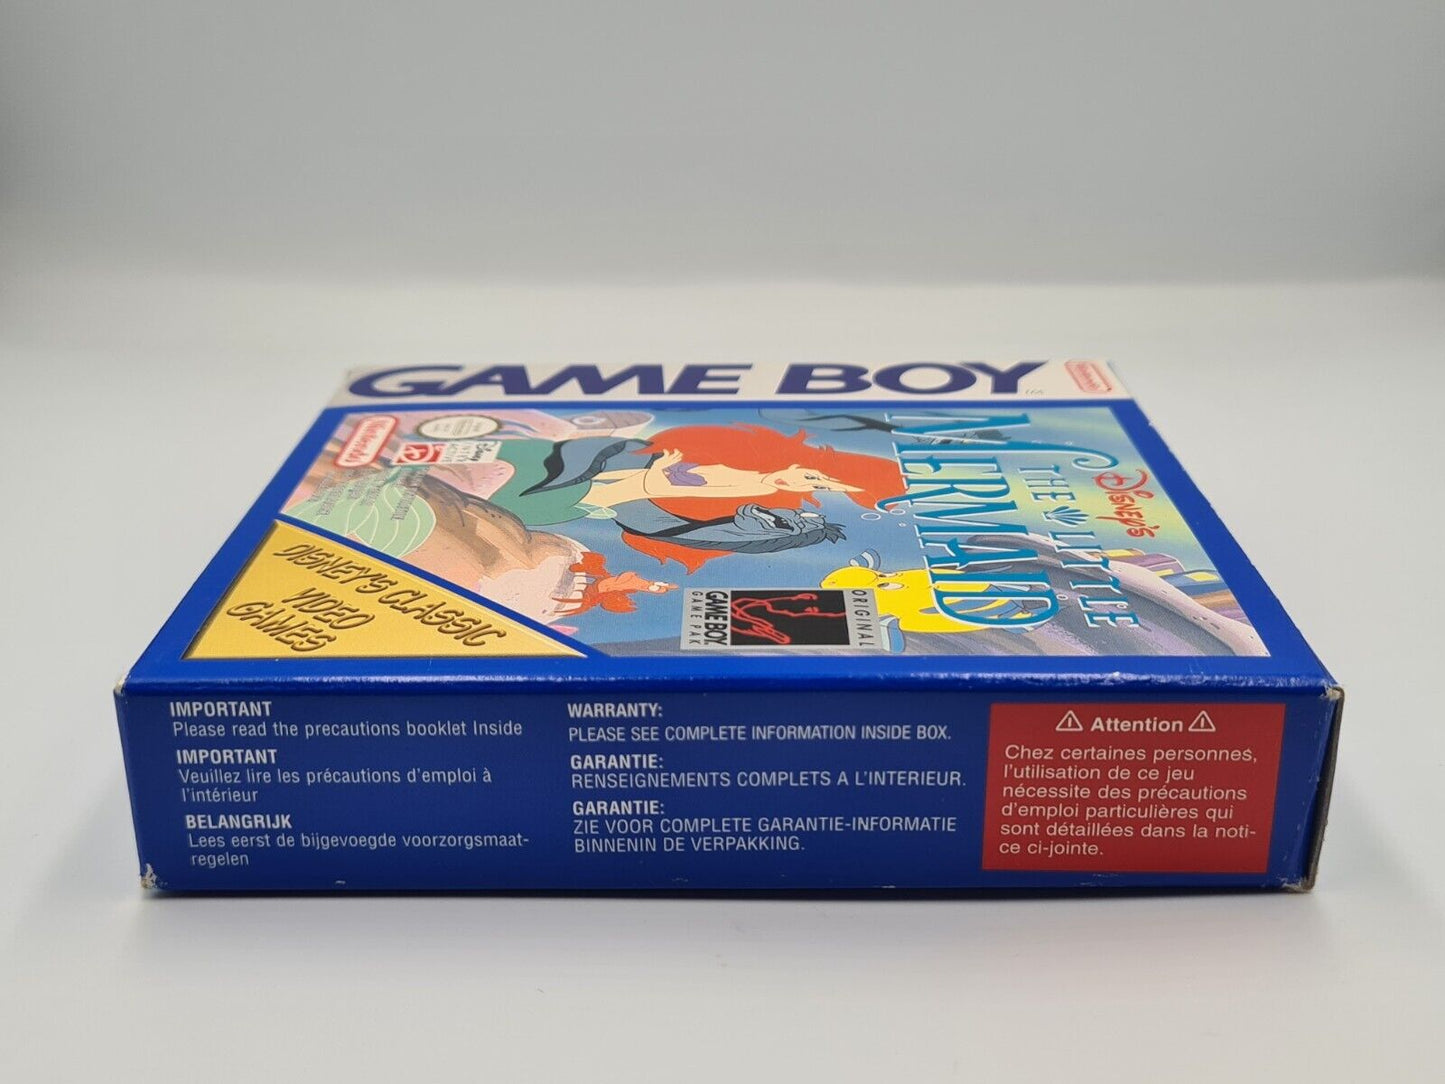 GAME BOY
Nintendo
Nintendo
DISNEY'S
THE LITTLE
MERMAID
DISNEY'S CLASSIC
VIDEO
GAMES
ORIGINAL
GAME BOY
GAME PAK
IMPORTANT
Please read the precautions booklet Inside
IMPORTANT
Veuillez lire les précautions d'emploi à
l'intérieur
BELANGRIJK
Lees eerst de bijgevoegde voorzorgsmaat-
regelen
WARRANTY:
PLEASE SEE COMPLETE INFORMATION INSIDE BOX.
GARANTIE:
RENSEIGNEMENTS COMPLETS A L'INTERIEUR.
GARANTIE:
ZIE VOOR COMPLETE GARANTIE-INFORMATIE
BINNENIN DE VERPAKKING.
Attention
Chez certaines personnes,
l'utilisation de ce jeu
nécessite des précautions
d'emploi particulières qui
sont détaillées dans la noti-
ce ci-jointe.